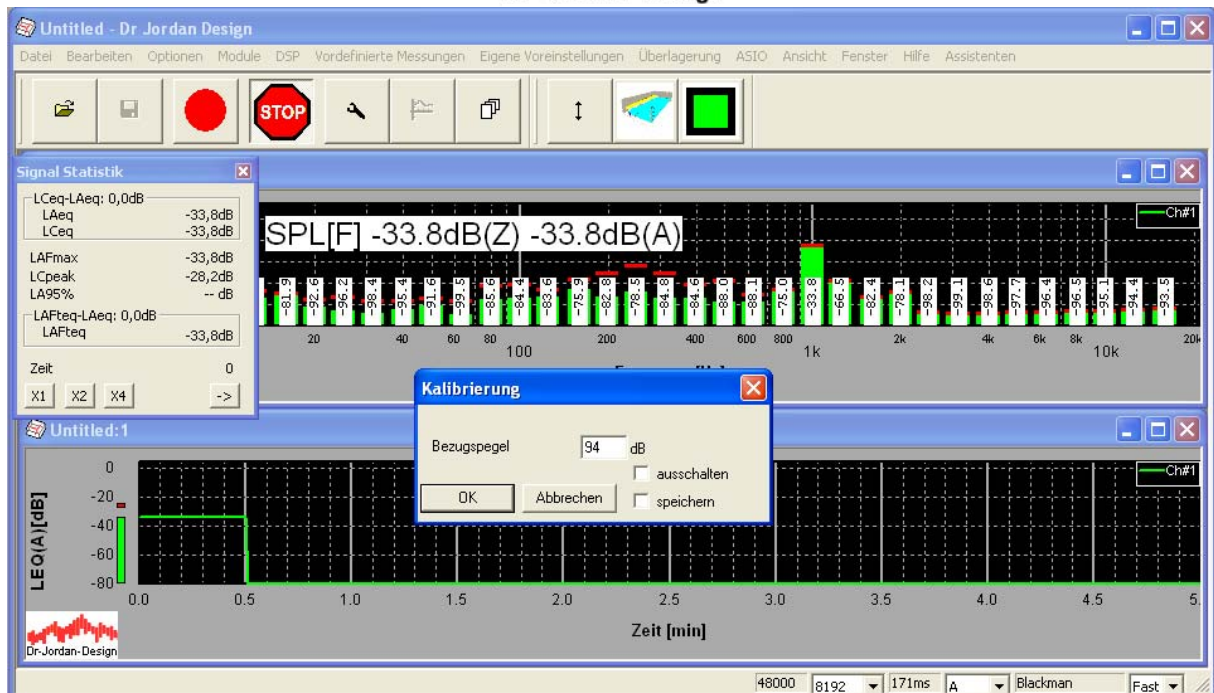 Untitled - Dr Jordan Design
Datei Bearbeiten Optionen Module DSP Vordefinierte Messungen Eigene Voreinstellungen Überlagerung ASIO Ansicht Fenster Hilfe Assistenten
STOP
Signal Statistik
LCeq-LAeq: 0,0dB
LAeq -33,8dB
LCeq -33,8dB
LAFmax -33,8dB
LCpeak -28,2dB
LA95% -- dB
LAFteq-LAeq: 0,0dB
LAFteq -33,8dB
Zeit 0
X1 X2 X4 ->
SPL[F] -33.8dB(Z) -33.8dB(A)
Ch#1
-81.9 -92.6 -96.2 -98.4 -95.4 -91.6 -99.5 -85.6 -84.4 -83.6 -75.9 -82.8 -78.5 -84.8 -84.6 -88.0 -88.1 -75.0 -33.8 -66.5 -82.4 -78.1 -98.2 -99.1 -98.6 -97.7 -96.4 -96.5 -95.1 -94.4 -93.5
20 40 60 80 100 200 400 600 800 1k 2k 4k 6k 8k 10k 20k
Kalibrierung
Bezugspegel 94 dB
ausschalten
OK Abbrechen speichern
Untitled:1
Ch#1
LEQ(A)[dB]
0
-20
-40
-60
-80
0.0 0.5 1.0 1.5 2.0 2.5 3.0 3.5 4.0 4.5 5.
Zeit [min]
Dr-Jordan-Design
48000 8192 171ms A Blackman Fast